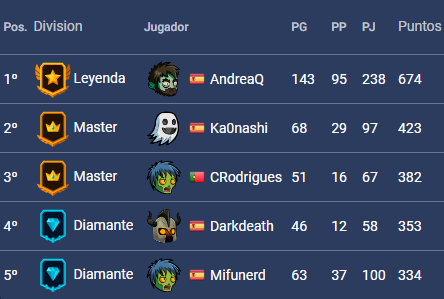 Pos. Division Jugador PG PP PJ Puntos
1º Leyenda AndreaQ 143 95 238 674
2º Master Ka0nashi 68 29 97 423
3º Master CRodrigues 51 16 67 382
4º Diamante Darkdeath 46 12 58 353
5º Diamante Mifunerd 63 37 100 334